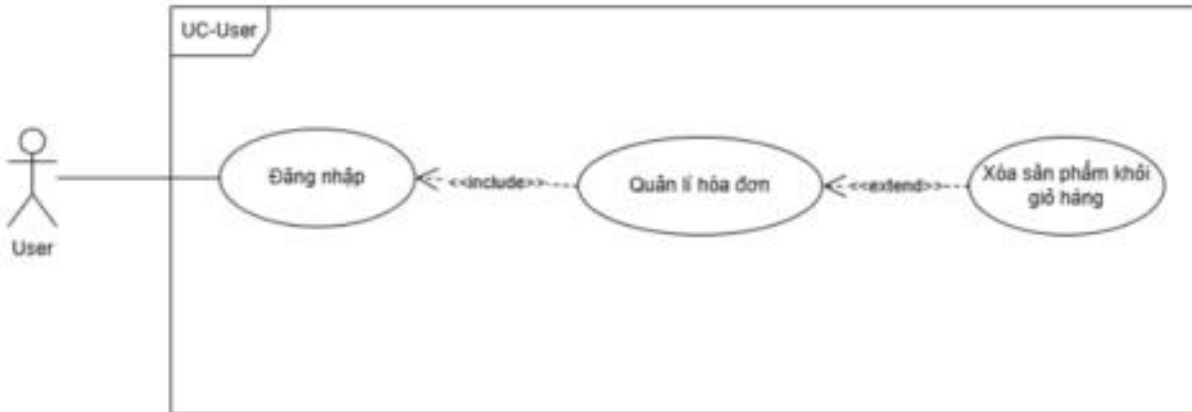 UC-User
Đăng nhập
<<include>>
Quản lí hóa đơn
<<extend>>
Xóa sản phẩm khỏi
giỏ hàng
User